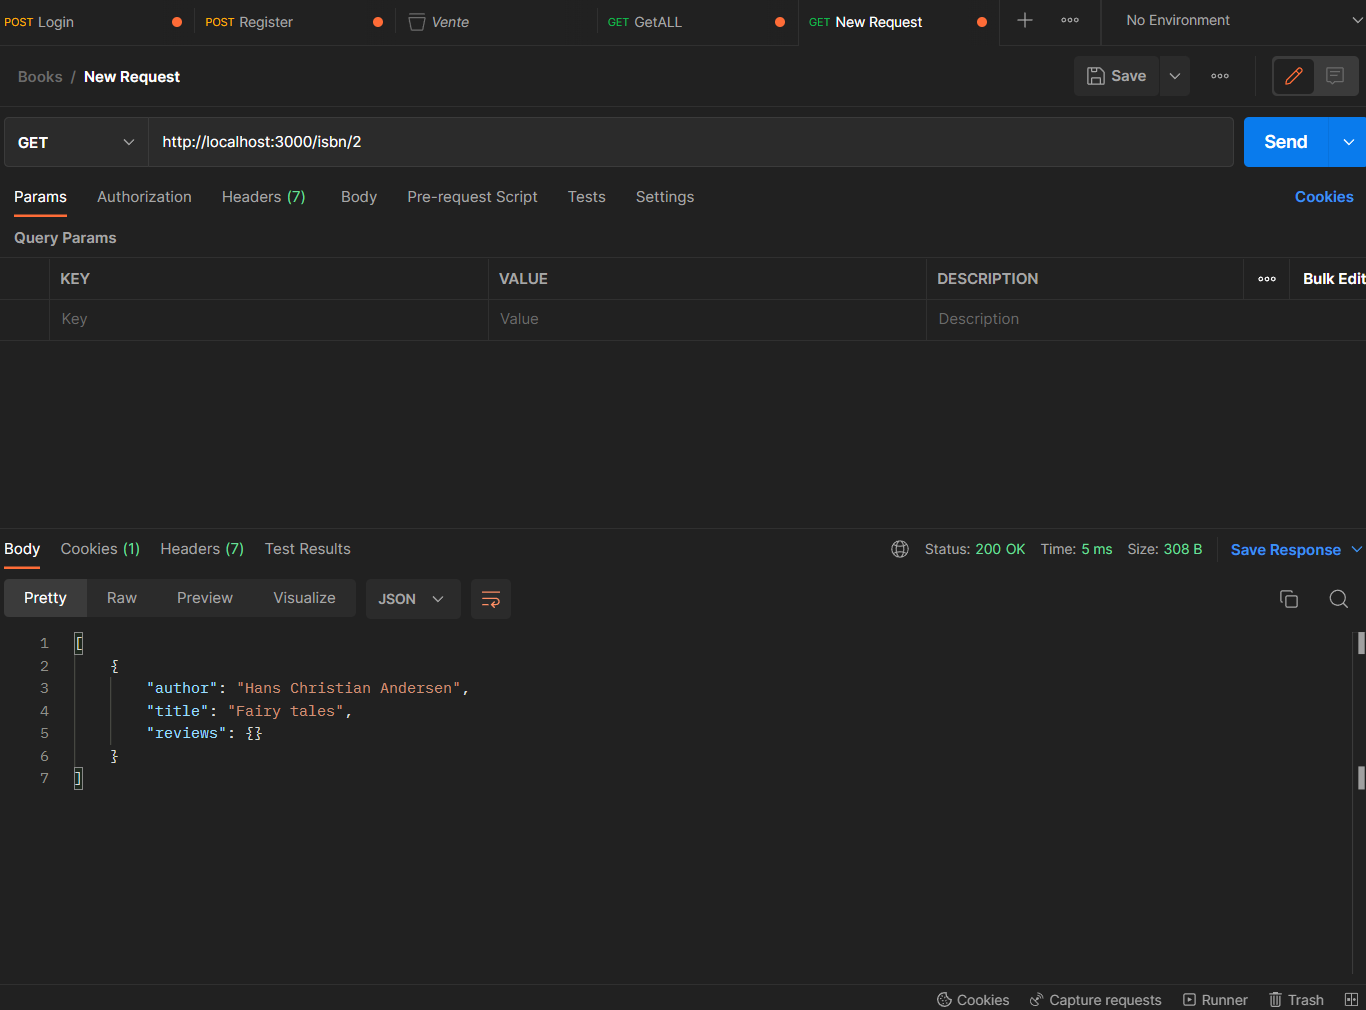 POST Login POST Register Vente GET GetALL GET New Request No Environment
Books / New Request Save
GET http://localhost:3000/isbn/2 Send
Params Authorization Headers (7) Body Pre-request Script Tests Settings Cookies
Query Params
KEY VALUE DESCRIPTION Bulk Edit
Key Value Description
Body Cookies (1) Headers (7) Test Results Status: 200 OK Time: 5 ms Size: 308 B Save Response
Pretty Raw Preview Visualize JSON
1 [
2 {
3 "author": "Hans Christian Andersen",
4 "title": "Fairy tales",
5 "reviews": {}
6 }
7 ]
Cookies Capture requests Runner Trash